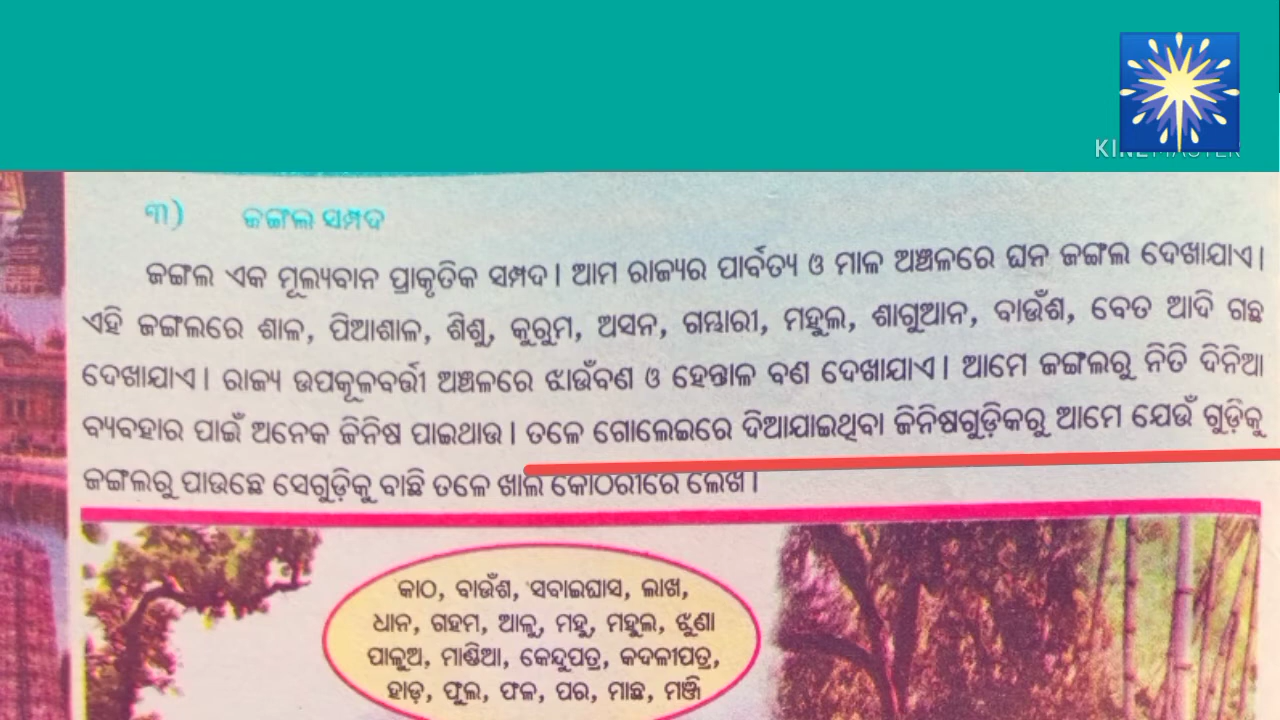 KINEMASTER
୩) ଜଙ୍ଗଲ ସମ୍ପଦ
ଜଙ୍ଗଲ ଏକ ମୂଲ୍ୟବାନ ପ୍ରାକୃତିକ ସମ୍ପଦ। ଆମ ରାଜ୍ୟର ପାର୍ବତ୍ୟ ଓ ମାଳ ଅଞ୍ଚଳରେ ଘନ ଜଙ୍ଗଲ ଦେଖାଯାଏ।
ଏହି ଜଙ୍ଗଲରେ ଶାଳ, ପିଆଶାଳ, ଶିଶୁ, କୁରୁମ, ଅସନ, ଗମ୍ଭାରୀ, ମହୁଲ, ଶାଗୁଆନ, ବାଉଁଶ, ବେତ ଆଦି ଗଛ
ଦେଖାଯାଏ। ରାଜ୍ୟ ଉପକୂଳବର୍ତ୍ତୀ ଅଞ୍ଚଳରେ ଝାଉଁବଣ ଓ ହେନ୍ତାଳ ବଣ ଦେଖାଯାଏ। ଆମେ ଜଙ୍ଗଲରୁ ନିତି ଦିନିଆ
ବ୍ୟବହାର ପାଇଁ ଅନେକ ଜିନିଷ ପାଇଥାଉ। ତଳେ ଗୋଲେଇରେ ଦିଆଯାଇଥିବା ଜିନିଷଗୁଡ଼ିକରୁ ଆମେ ଯେଉଁ ଗୁଡ଼ିକୁ
ଜଙ୍ଗଲରୁ ପାଉଛେ ସେଗୁଡ଼ିକୁ ବାଛି ତଳେ ଖାଲି କୋଠରୀରେ ଲେଖ।
କାଠ, ବାଉଁଶ, ସବାଇଘାସ, ଲାଖ,
ଧାନ, ଗହମ, ଆଳୁ, ମହୁ, ମହୁଲ, ଝୁଣା
ପାଳୁଅ, ମାଣ୍ଡିଆ, କେନ୍ଦୁପତ୍ର, କଦଳୀପତ୍ର,
ହାଡ଼, ଫୁଲ, ଫଳ, ପର, ମାଛ, ମଞ୍ଜି